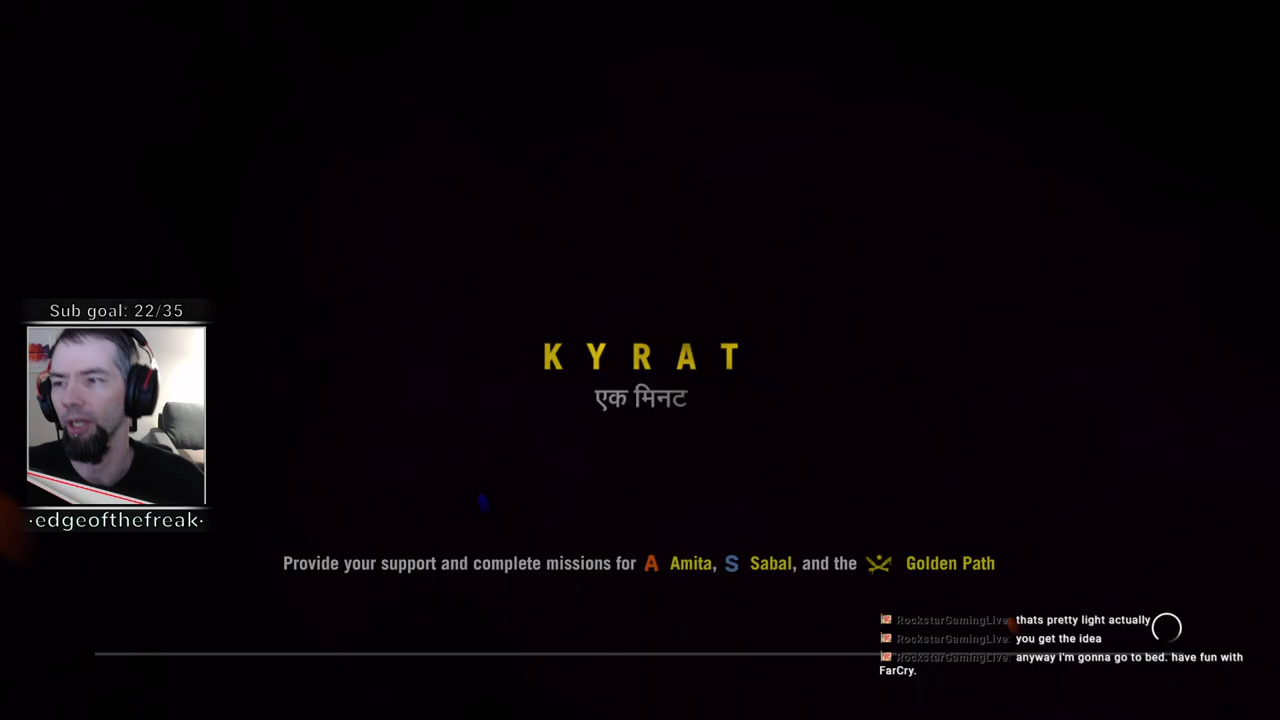 Sub goal: 22/35
KYRAT
एक मिनट
·edgeofthefreak·
Provide your support and complete missions for A Amita, S Sabal, and the Golden Path
RockstarGamingLive: thats pretty light actually
RockstarGamingLive: you get the idea
RockstarGamingLive: anyway i'm gonna go to bed. have fun with
FarCry.